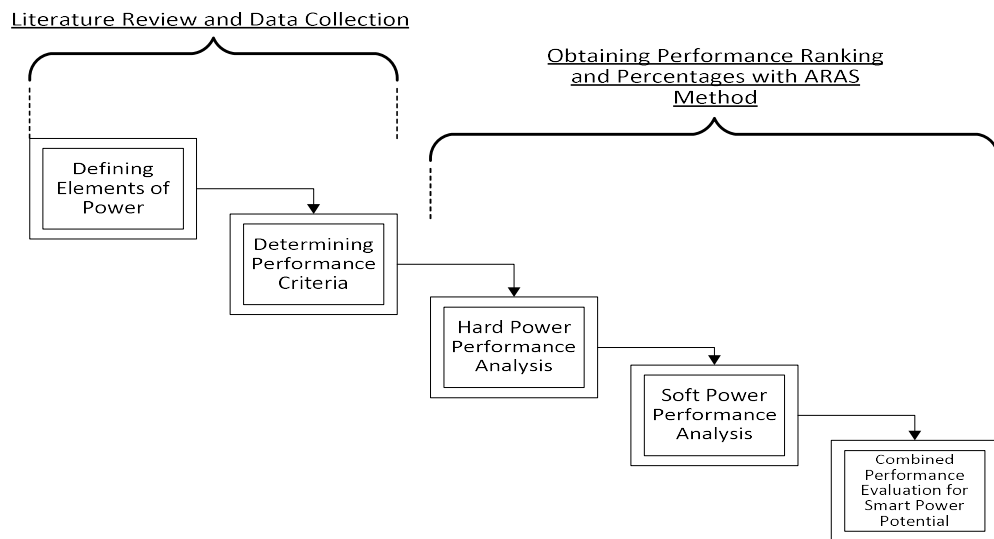 Literature Review and Data Collection
Obtaining Performance Ranking
and Percentages with ARAS
Method
Defining
Elements of
Power
Determining
Performance
Criteria
Hard Power
Performance
Analysis
Soft Power
Performance
Analysis
Combined
Performance
Evaluation for
Smart Power
Potential